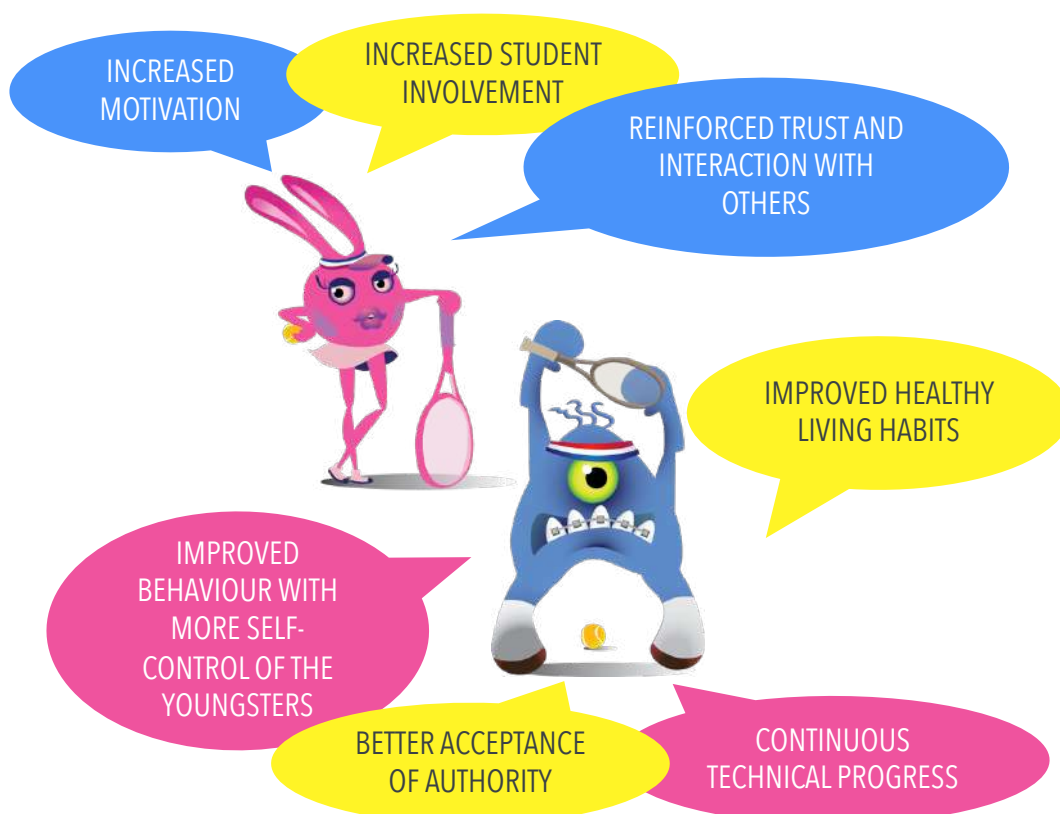 INCREASED
MOTIVATION
INCREASED STUDENT
INVOLVEMENT
REINFORCED TRUST AND
INTERACTION WITH
OTHERS
IMPROVED HEALTHY
LIVING HABITS
IMPROVED
BEHAVIOUR WITH
MORE SELF-
CONTROL OF THE
YOUNGSTERS
BETTER ACCEPTANCE
OF AUTHORITY
CONTINUOUS
TECHNICAL PROGRESS